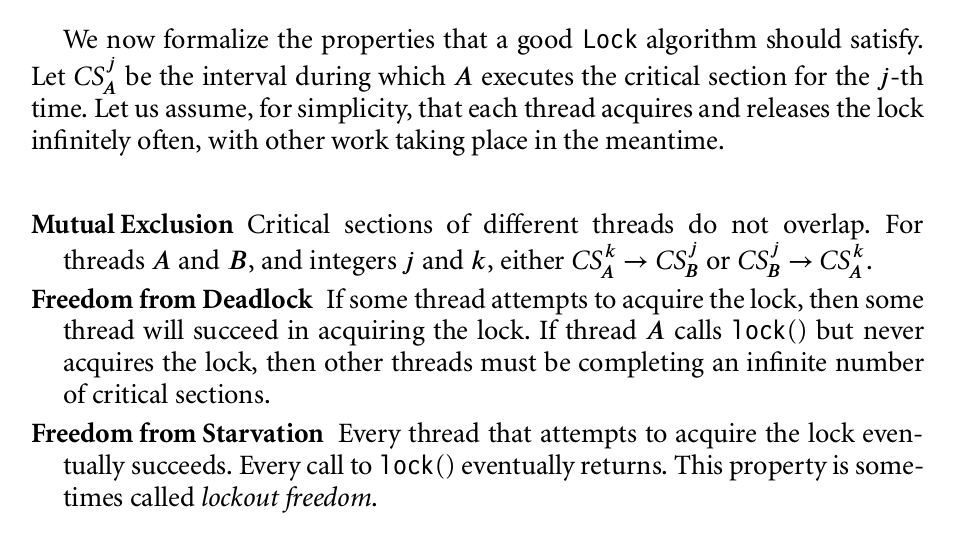 We now formalize the properties that a good Lock algorithm should satisfy.
Let CS_A^j be the interval during which A executes the critical section for the j-th
time. Let us assume, for simplicity, that each thread acquires and releases the lock
infinitely often, with other work taking place in the meantime.
Mutual Exclusion Critical sections of different threads do not overlap. For
threads A and B, and integers j and k, either CS_A^k → CS_B^j or CS_B^j → CS_A^k.
Freedom from Deadlock If some thread attempts to acquire the lock, then some
thread will succeed in acquiring the lock. If thread A calls lock() but never
acquires the lock, then other threads must be completing an infinite number
of critical sections.
Freedom from Starvation Every thread that attempts to acquire the lock even-
tually succeeds. Every call to lock() eventually returns. This property is some-
times called lockout freedom.